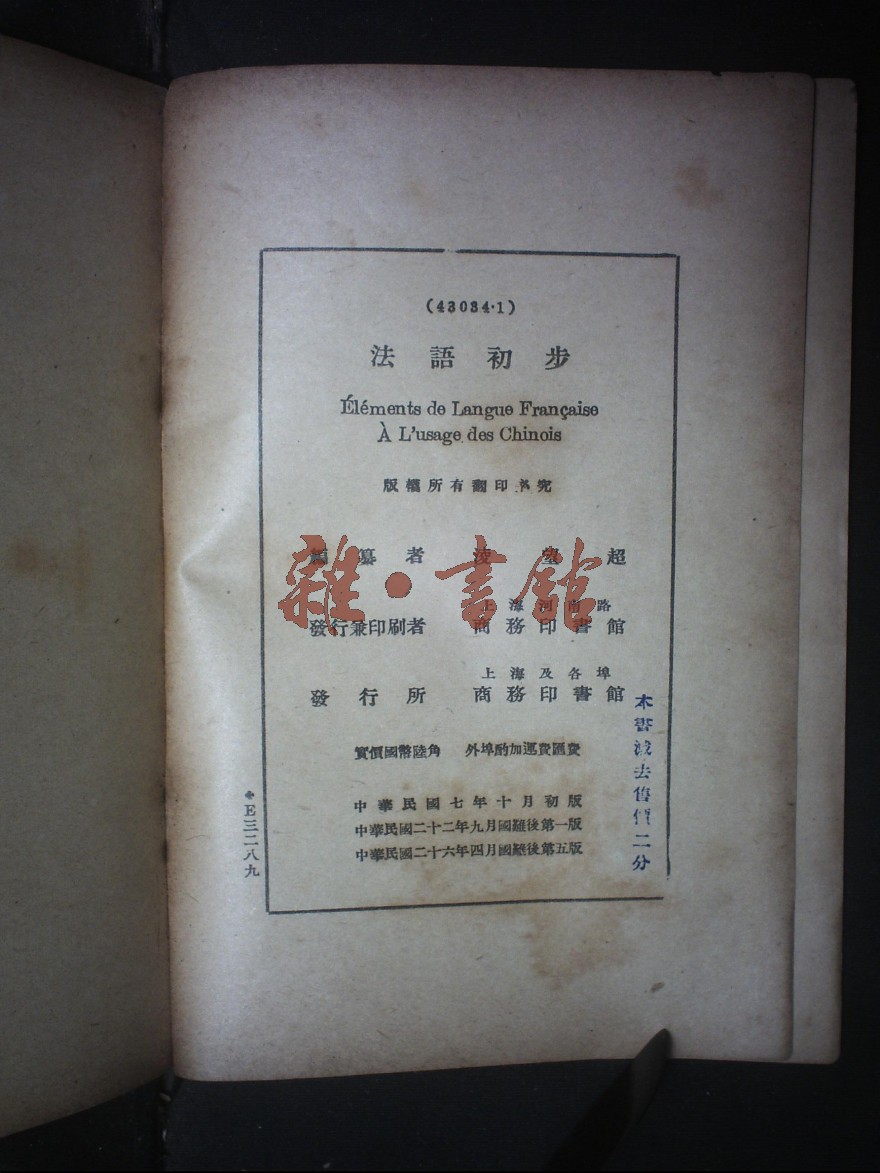 (43034·1)
法語初步
Éléments de Langue Française
À L'usage des Chinois
版權所有翻印必究
編纂者 凌望超
上海河南路
發行兼印刷者 商務印書館
上海及各埠
發行所 商務印書館
實價國幣陸角 外埠酌加運費匯費
中華民國七年十月初版
中華民國二十二年九月國難後第一版
中華民國二十六年四月國難後第五版
本書減去售價二分
◆E三二八九
雜·書館